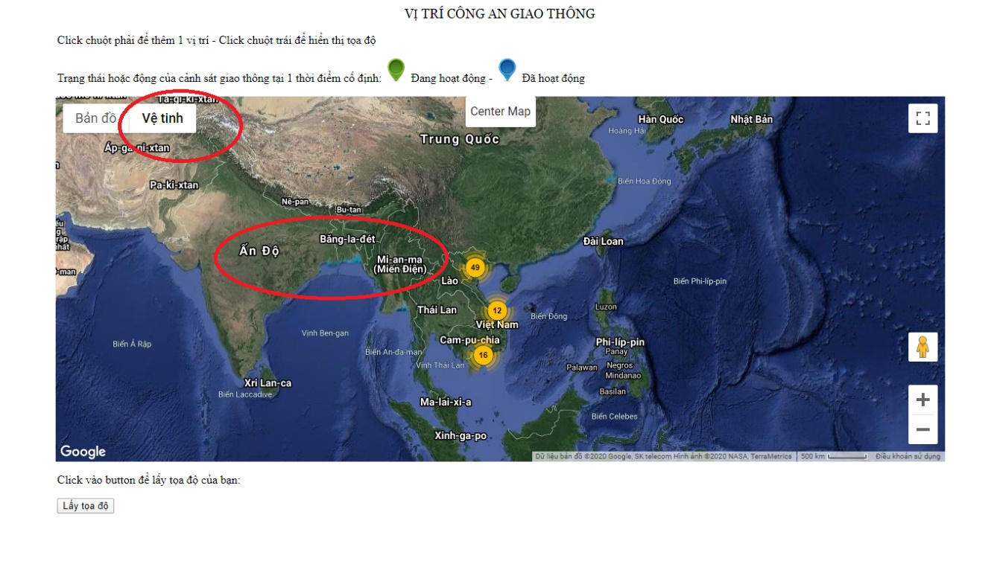 VỊ TRÍ CÔNG AN GIAO THÔNG
Click chuột phải để thêm 1 vị trí - Click chuột trái để hiển thị tọa độ
Trạng thái hoặc động của cảnh sát giao thông tại 1 thời điểm cố định: Đang hoạt động - Đã hoạt động
Ta-gi-ki-xtan
Bản đồ Vệ tinh
Center Map
Hàn Quốc
Nhật Bản
Hoàng Hải
Trung Quốc
Áp-ga-ni-xtan
Pa-ki-xtan
Biển Hoa Đông
Nê-pan
Bu-tan
Ấn Độ
Băng-la-đét
Đài Loan
Mi-an-ma
(Miến Điện)
49
-man
Lào
Biển Phi-líp-pin
Thái Lan
12
Luzon
Việt Nam
Biển Đông
Vịnh Ben-gan
Cam-pu-chia
Phi-líp-pin
Biển Ả Rập
Biển An-đa-man
16
Panay
Vịnh Thái Lan
Palawan
Negros
Mindanao
Xri Lan-ca
Biển Laccadive
Basilan
Ma-lai-xi-a
Biển Celebes
Xinh-ga-po
Google
Dữ liệu bản đồ ©2020 Google, SK telecom Hình ảnh ©2020 NASA, TerraMetrics 500 km Điều khoản sử dụng
Click vào button để lấy tọa độ của bạn:
Lấy tọa độ